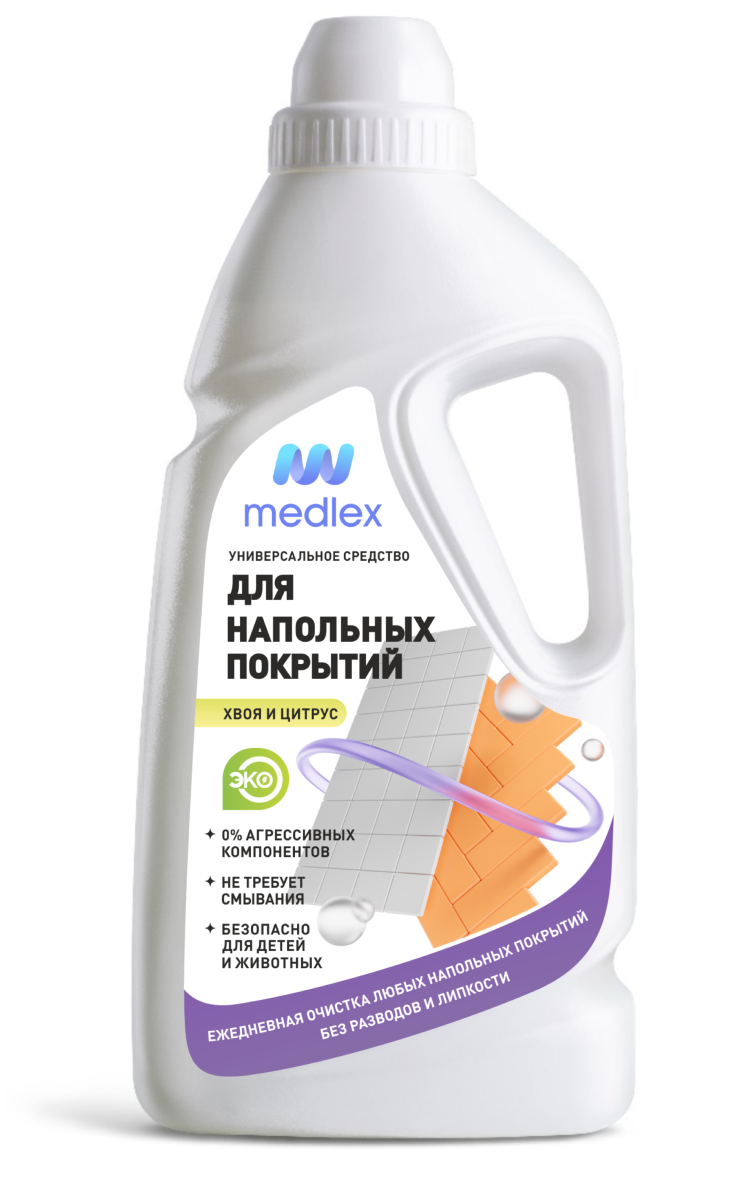 medlex
УНИВЕРСАЛЬНОЕ СРЕДСТВО
ДЛЯ
НАПОЛЬНЫХ
ПОКРЫТИЙ
ХВОЯ И ЦИТРУС
ЭКО
0% АГРЕССИВНЫХ
КОМПОНЕНТОВ
НЕ ТРЕБУЕТ
СМЫВАНИЯ
БЕЗОПАСНО
ДЛЯ ДЕТЕЙ
И ЖИВОТНЫХ
ЕЖЕДНЕВНАЯ ОЧИСТКА ЛЮБЫХ НАПОЛЬНЫХ ПОКРЫТИЙ
БЕЗ РАЗВОДОВ И ЛИПКОСТИ